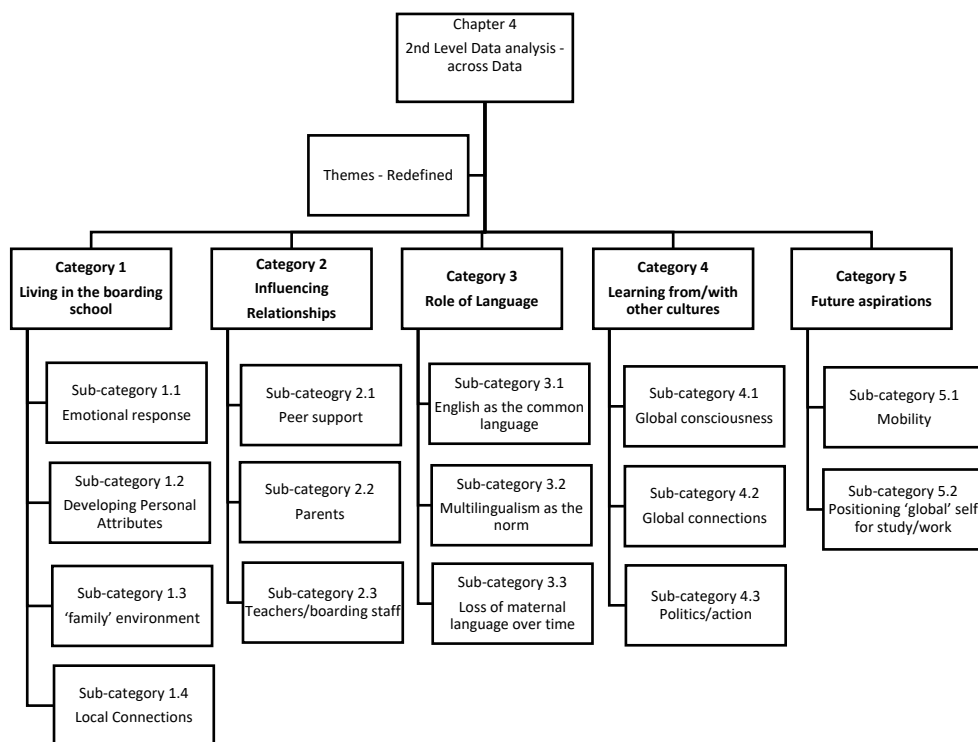 Chapter 4
2nd Level Data analysis -
across Data
Themes - Redefined
Category 1
Living in the boarding
school
Category 2
Influencing
Relationships
Category 3
Role of Language
Category 4
Learning from/with
other cultures
Category 5
Future aspirations
Sub-category 1.1
Emotional response
Sub-category 1.2
Developing Personal
Attributes
Sub-category 1.3
‘family’ environment
Sub-category 1.4
Local Connections
Sub-cateogry 2.1
Peer support
Sub-category 2.2
Parents
Sub-category 2.3
Teachers/boarding staff
Sub-category 3.1
English as the common
language
Sub-category 3.2
Multilingualism as the
norm
Sub-category 3.3
Loss of maternal
language over time
Sub-category 4.1
Global consciousness
Sub-category 4.2
Global connections
Sub-category 4.3
Politics/action
Sub-category 5.1
Mobility
Sub-category 5.2
Positioning ‘global’ self
for study/work